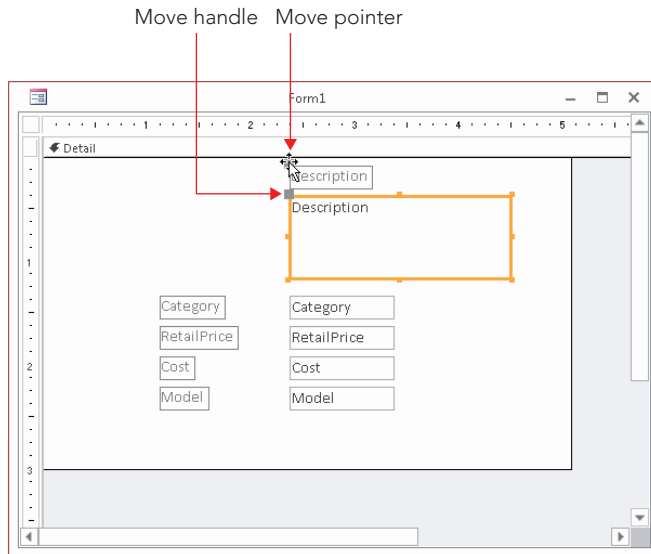 Move handle Move pointer
Form1
1 2 3 4 5
Detail
Description
Description
1
Category Category
RetailPrice RetailPrice
2
Cost Cost
Model Model
3